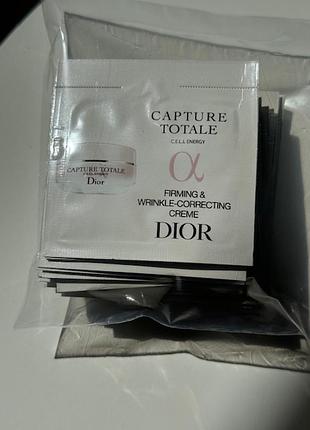 CAPTURE
TOTALE
C.E.L.L. ENERGY
α
FIRMING &
WRINKLE-CORRECTING
CREME
DIOR
CAPTURE TOTALE
Dior